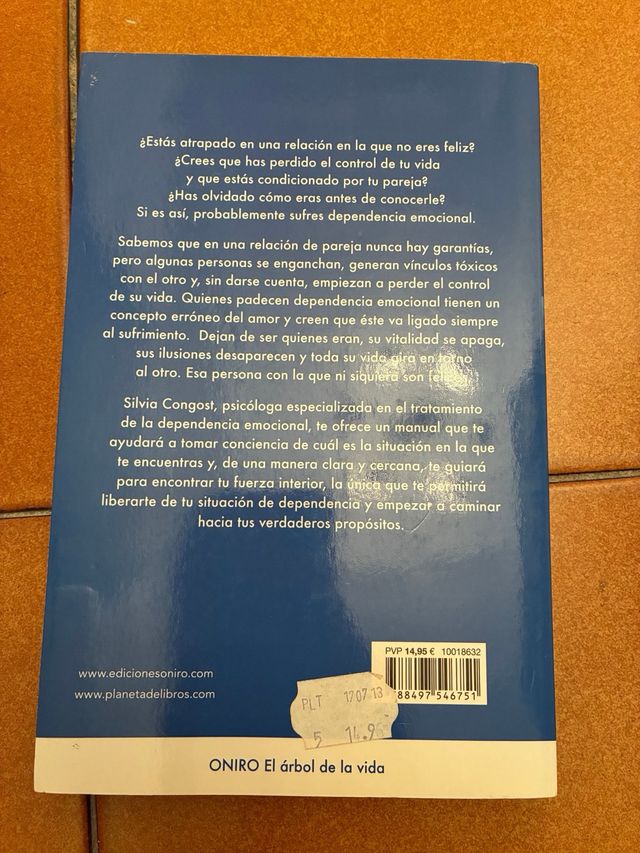 ¿Estás atrapado en una relación en la que no eres feliz?
¿Crees que has perdido el control de tu vida
y que estás condicionado por tu pareja?
¿Has olvidado cómo eras antes de conocerle?
Si es así, probablemente sufres dependencia emocional.
Sabemos que en una relación de pareja nunca hay garantías,
pero algunas personas se enganchan, generan vínculos tóxicos
con el otro y, sin darse cuenta, empiezan a perder el control
de su vida. Quienes padecen dependencia emocional tienen un
concepto erróneo del amor y creen que éste va ligado siempre
al sufrimiento. Dejan de ser quienes eran, su vitalidad se apaga,
sus ilusiones desaparecen y toda su vida gira en torno
al otro. Esa persona con la que ni siquiera son
Silvia Congost, psicóloga especializada en el tratamiento
de la dependencia emocional, te ofrece un manual que te
ayudará a tomar conciencia de cuál es la situación en la que
te encuentras y, de una manera clara y cercana, te guiará
para encontrar tu fuerza interior, la única que te permitirá
liberarte de tu situación de dependencia y empezar a caminar
hacia tus verdaderos propósitos.
PVP 14,95 € 10018632
www.edicionesoniro.com
www.planetadelibros.com
88497 546751
PLT 170713
5 14.95
ONIRO El árbol de la vida